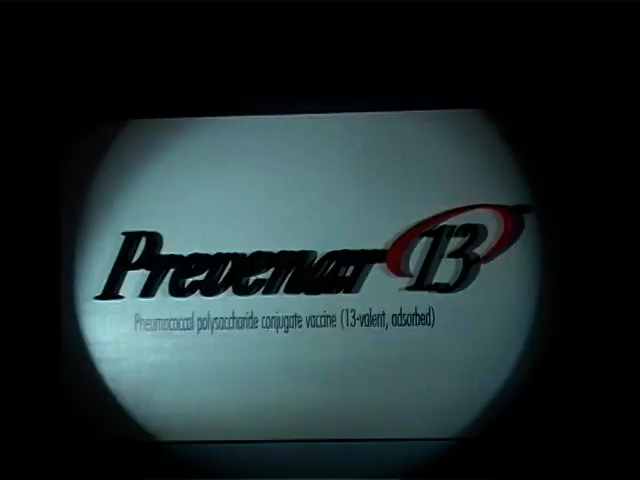 Prevenar 13
Pneumococcal polysaccharide conjugate vaccine (13-valent, adsorbed)